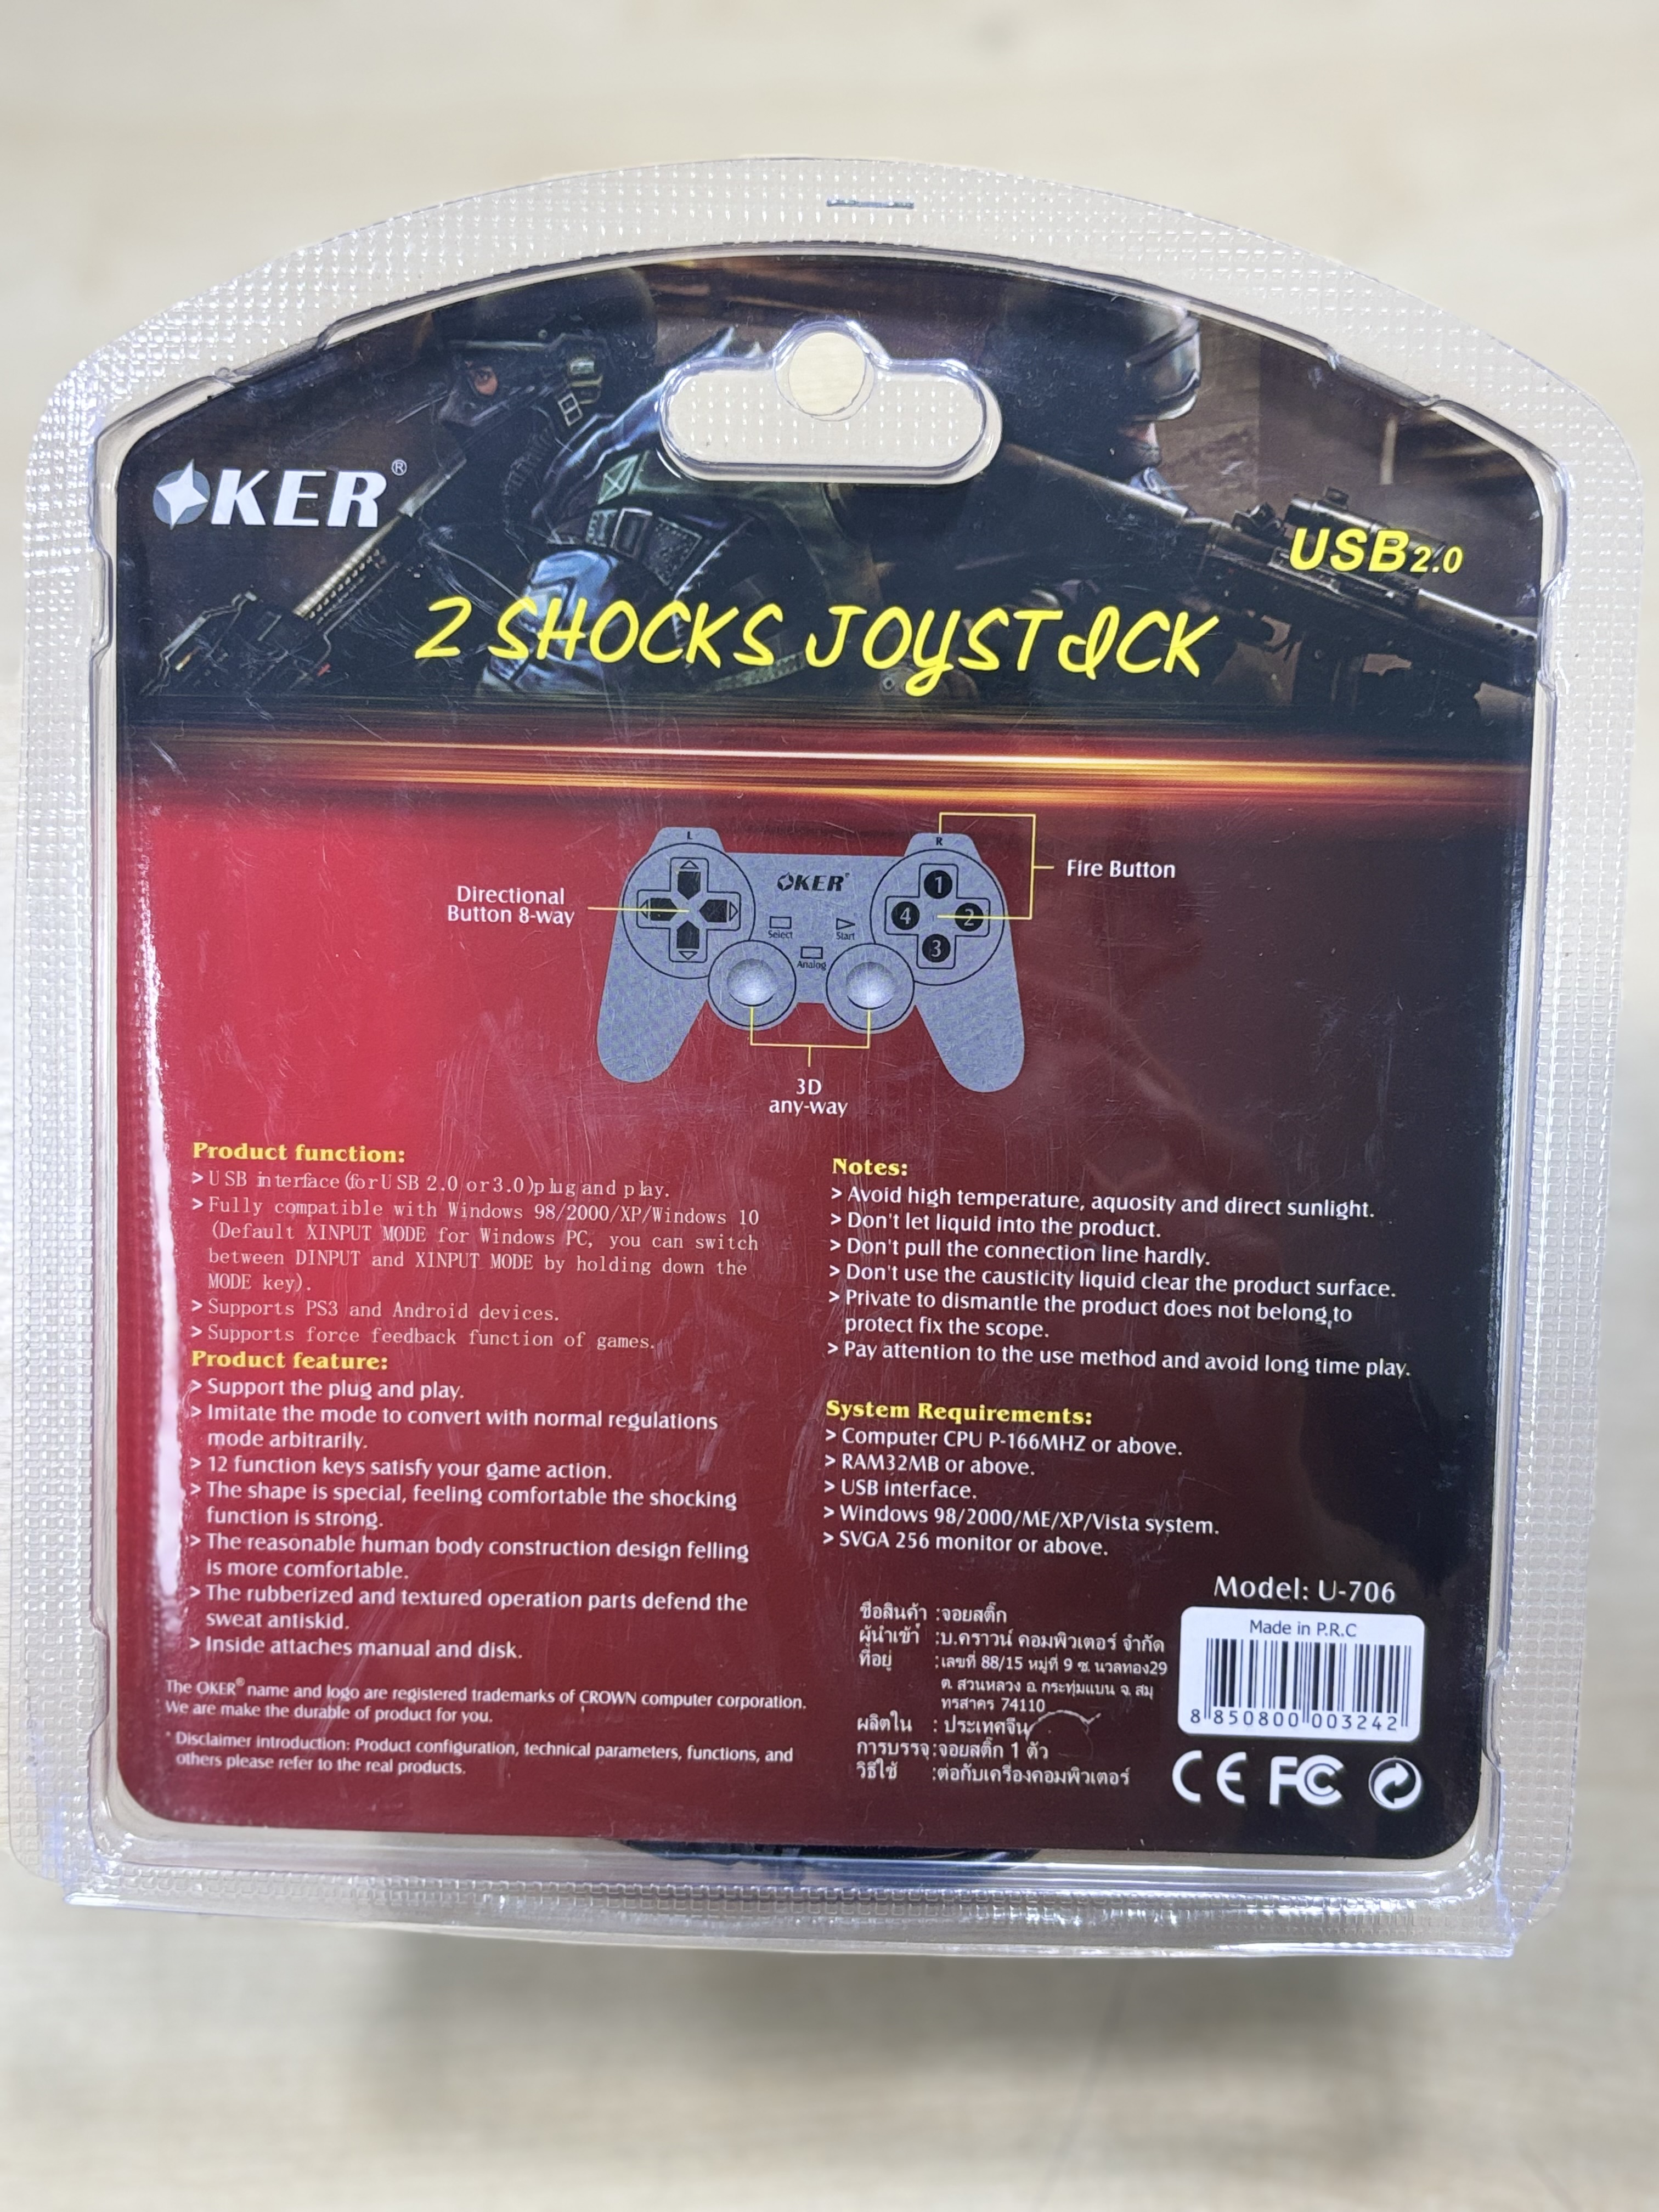 OKER®
USB 2.0
2 SHOCKS JOYSTICK
L
R
OKER®
Select
Start
Analog
1
4
2
3
Directional
Button 8-way
Fire Button
3D
any-way
Product function:
> USB interface (for USB 2.0 or 3.0)plug and play.
> Fully compatible with Windows 98/2000/XP/Windows 10
(Default XINPUT MODE for Windows PC, you can switch
between DINPUT and XINPUT MODE by holding down the
MODE key).
> Supports PS3 and Android devices.
> Supports force feedback function of games.
Product feature:
> Support the plug and play.
> Imitate the mode to convert with normal regulations
mode arbitrarily.
> 12 function keys satisfy your game action.
> The shape is special, feeling comfortable the shocking
function is strong.
> The reasonable human body construction design felling
is more comfortable.
> The rubberized and textured operation parts defend the
sweat antiskid.
> Inside attaches manual and disk.
The OKER® name and logo are registered trademarks of CROWN computer corporation.
We are make the durable of product for you.
* Disclaimer introduction: Product configuration, technical parameters, functions, and
others please refer to the real products.
Notes:
> Avoid high temperature, aquosity and direct sunlight.
> Don't let liquid into the product.
> Don't pull the connection line hardly.
> Don't use the causticity liquid clear the product surface.
> Private to dismantle the product does not belong to
protect fix the scope.
> Pay attention to the use method and avoid long time play.
System Requirements:
> Computer CPU P-166MHZ or above.
> RAM32MB or above.
> USB interface.
> Windows 98/2000/ME/XP/Vista system.
> SVGA 256 monitor or above.
ชื่อสินค้า :จอยสติ๊ก
ผู้นำเข้า :บ.คราวน์ คอมพิวเตอร์ จำกัด
ที่อยู่ :เลขที่ 88/15 หมู่ที่ 9 ซ. นวลทอง29
ต. สวนหลวง อ. กระทุ่มแบน จ. สมุ
ทรสาคร 74110
ผลิตใน : ประเทศจีน
การบรรจุ:จอยสติ๊ก 1 ตัว
วิธีใช้ :ต่อกับเครื่องคอมพิวเตอร์
Model: U-706
Made in P.R.C
8 850800 003242
CE FC